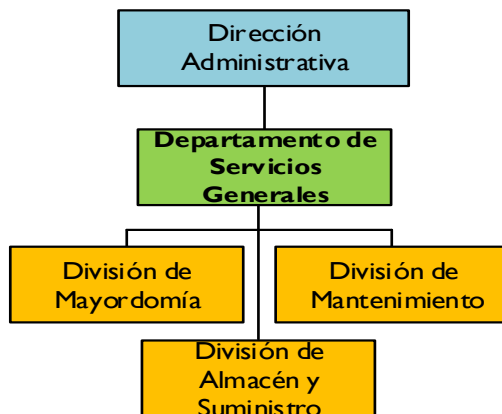 Dirección
Administrativa
Departamento de
Servicios
Generales
División de
Mayordomía
División de
Mantenimiento
División de
Almacén y
Suministro